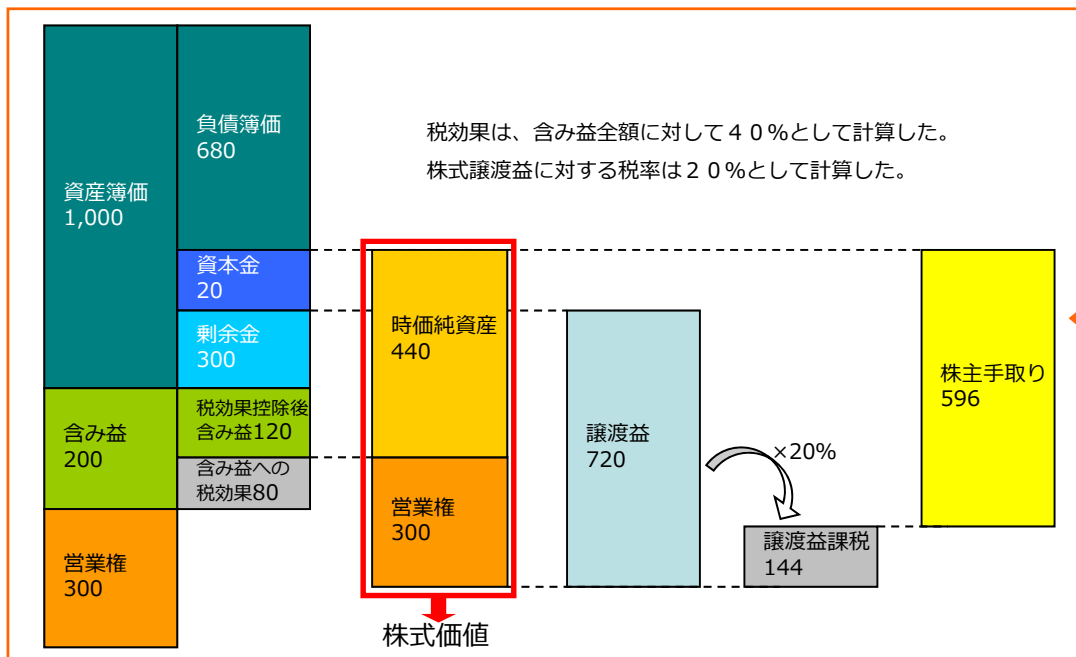 税効果は、含み益全額に対して４０％として計算した。
株式譲渡益に対する税率は２０％として計算した。
資産簿価
1,000
負債簿価
680
資本金
20
剰余金
300
含み益
200
税効果控除後
含み益120
含み益への
税効果80
営業権
300
時価純資産
440
営業権
300
株式価値
譲渡益
720
×20%
譲渡益課税
144
株主手取り
596